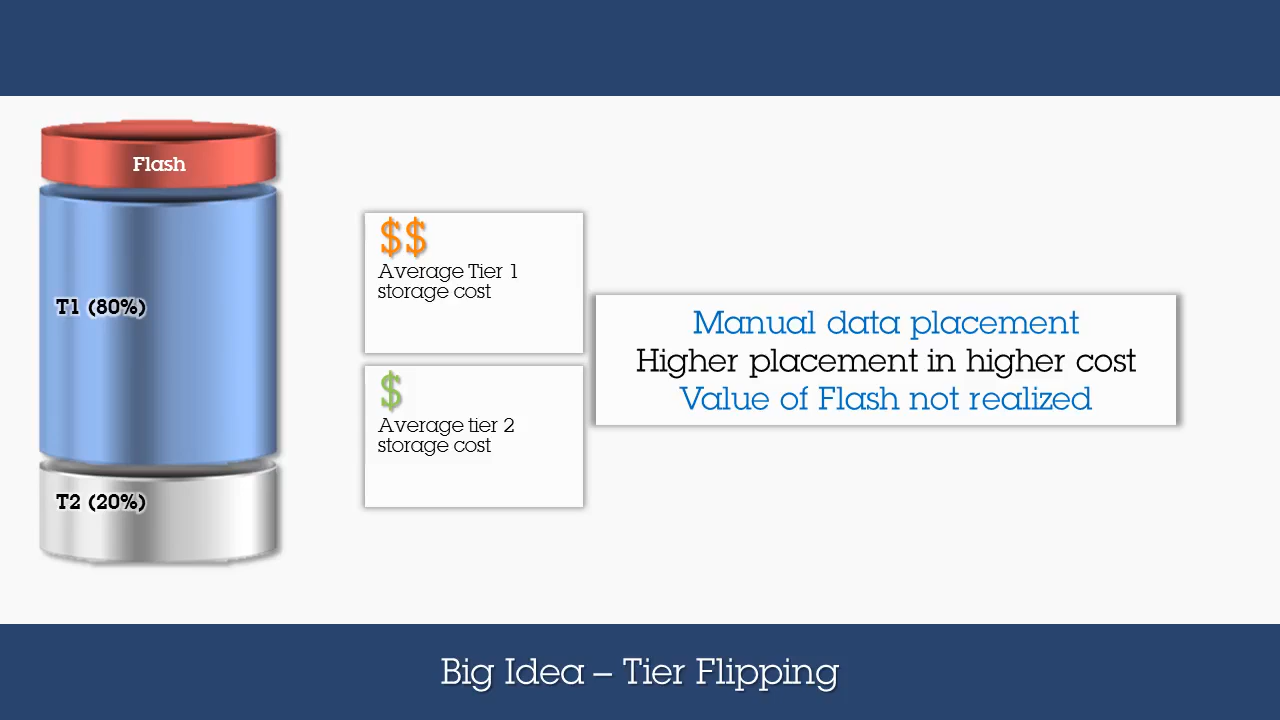 Flash
T1 (80%)
T2 (20%)
$$
Average Tier 1
storage cost
$
Average tier 2
storage cost
Manual data placement
Higher placement in higher cost
Value of Flash not realized
Big Idea – Tier Flipping